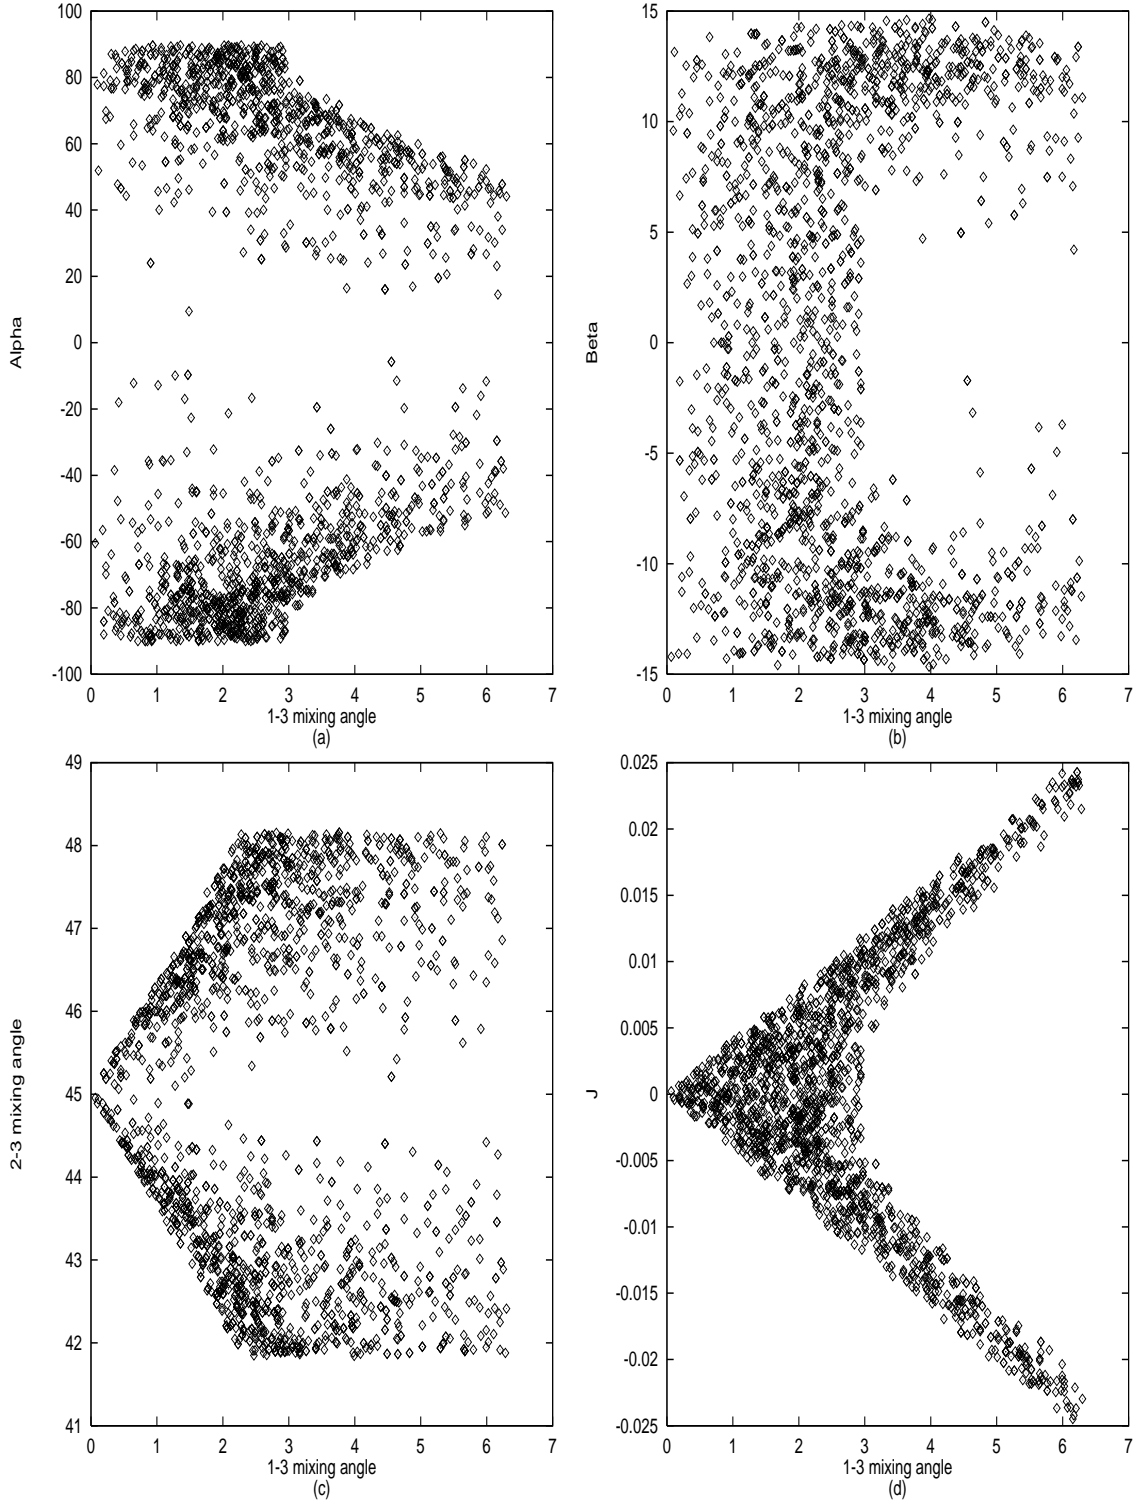 100
80
60
40
20
0
-20
-40
-60
-80
-100
0 1 2 3 4 5 6 7
Alpha
1-3 mixing angle
(a)
15
10
5
0
-5
-10
-15
0 1 2 3 4 5 6 7
Beta
1-3 mixing angle
(b)
49
48
47
46
45
44
43
42
41
0 1 2 3 4 5 6 7
2-3 mixing angle
1-3 mixing angle
(c)
0.025
0.02
0.015
0.01
0.005
0
-0.005
-0.01
-0.015
-0.02
-0.025
0 1 2 3 4 5 6 7
J
1-3 mixing angle
(d)